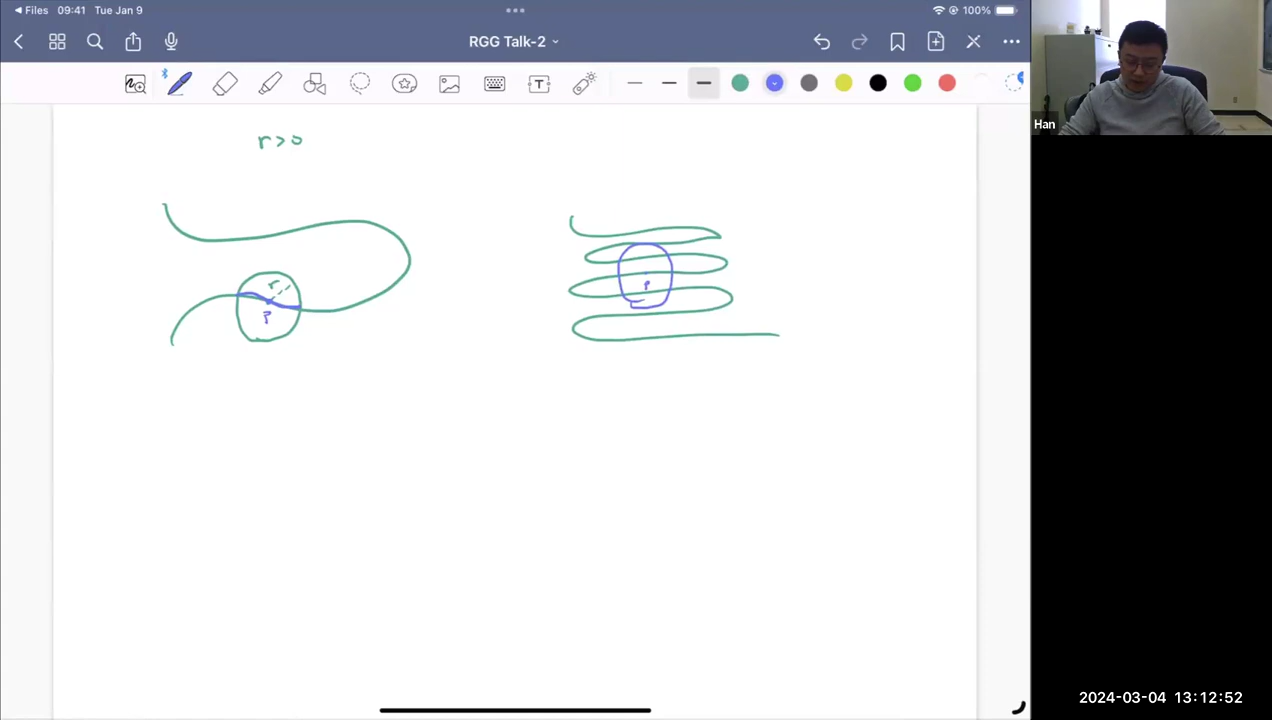 Files 09:41 Tue Jan 9
100%
RGG Talk-2
T
Han
r>0
r
P
P
2024-03-04 13:12:52